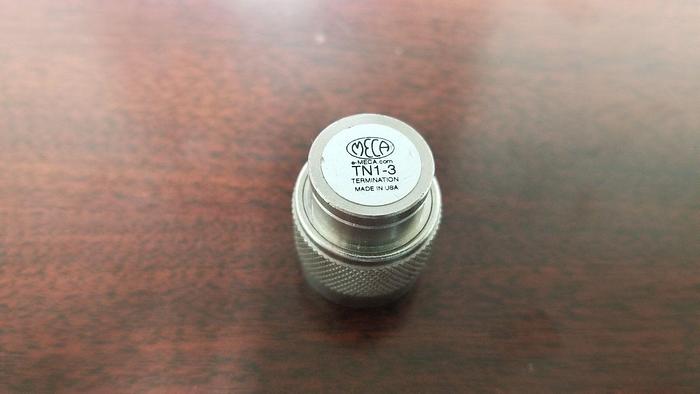 MECA
e-MECA.com
TN1-3
TERMINATION
MADE IN USA